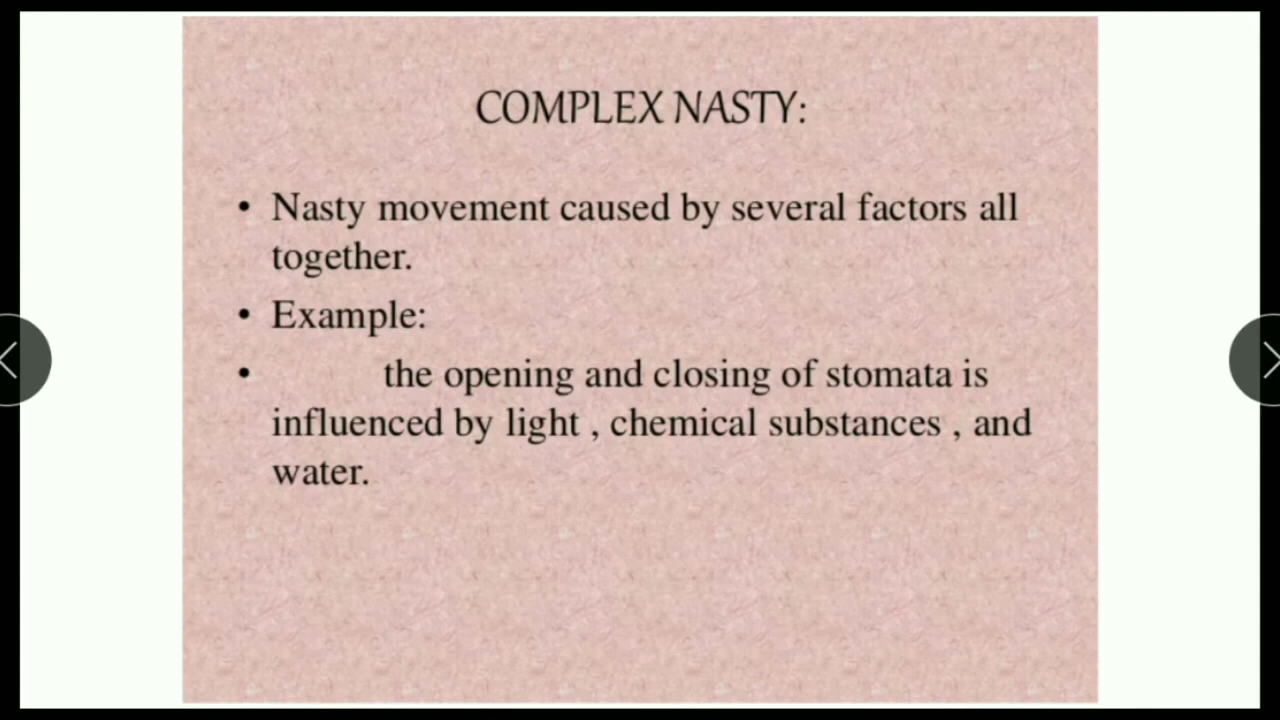 COMPLEX NASTY:
• Nasty movement caused by several factors all
together.
• Example:
• the opening and closing of stomata is
influenced by light , chemical substances , and
water.